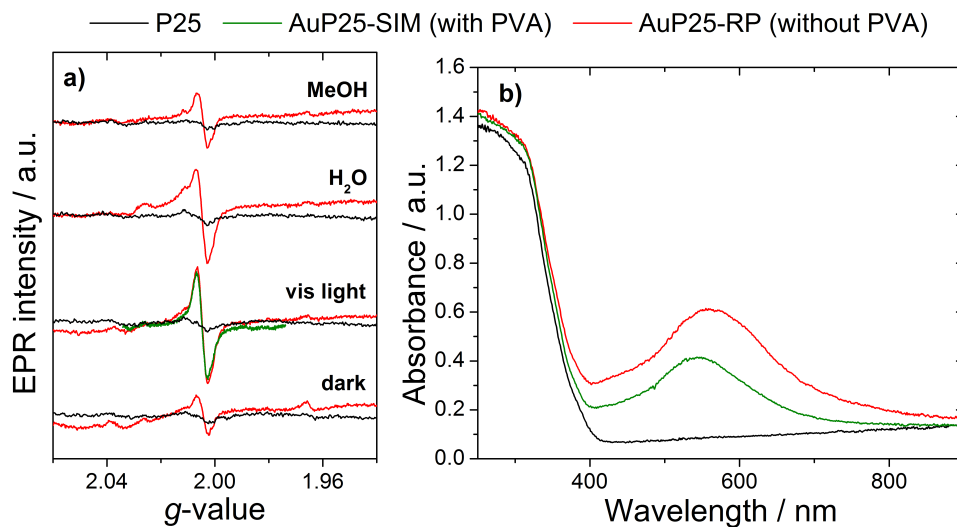 P25 AuP25-SIM (with PVA) AuP25-RP (without PVA)
a)
MeOH
H₂O
vis light
dark
EPR intensity / a.u.
2.04 2.00 1.96
g-value
b)
1.6
1.4
1.2
1.0
0.8
0.6
0.4
0.2
0.0
Absorbance / a.u.
400 600 800
Wavelength / nm